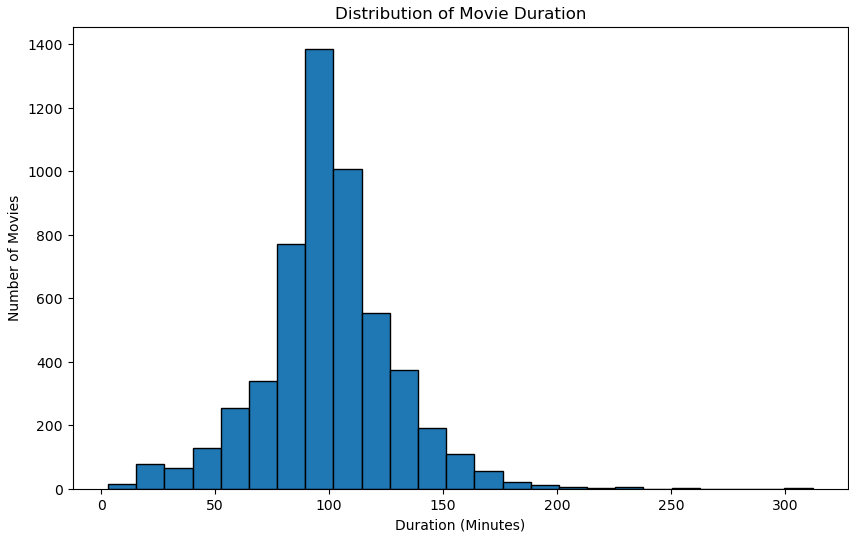 Distribution of Movie Duration
1400
1200
1000
800
600
400
200
0
Number of Movies
0 50 100 150 200 250 300
Duration (Minutes)